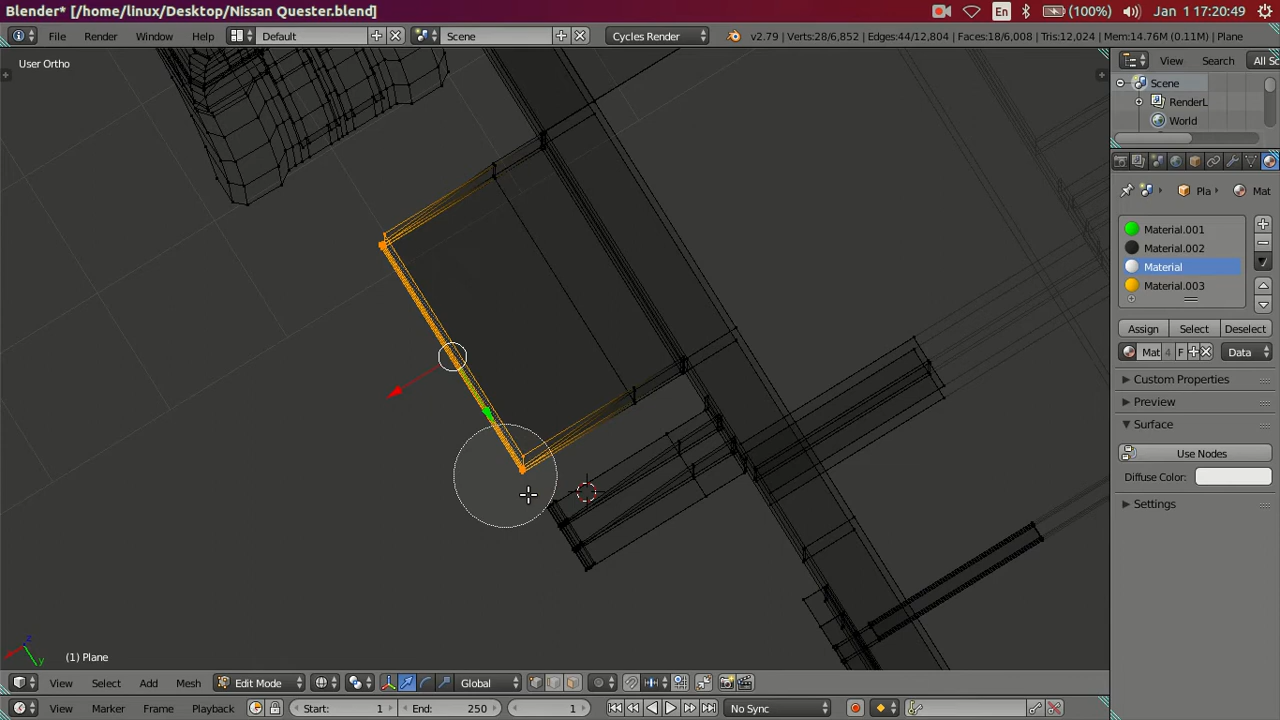 Blender* [/home/linux/Desktop/Nissan Quester.blend]
En
(100%)
Jan 1 17:20:49
File
Render
Window
Help
Default
Scene
Cycles Render
v2.79 | Verts:28/6,852 | Edges:44/12,804 | Faces:18/6,008 | Tris:12,024 | Mem:14.76M (0.11M) | Plane
User Ortho
View
Search
All Sc
Scene
RenderL
World
Pla
Mat
Material.001
Material.002
Material
Material.003
Assign
Select
Deselect
Mat
4
F
Data
Custom Properties
Preview
Surface
Use Nodes
Diffuse Color:
Settings
z
x
y
(1) Plane
View
Select
Add
Mesh
Edit Mode
Global
View
Marker
Frame
Playback
Start:
1
End:
250
1
No Sync